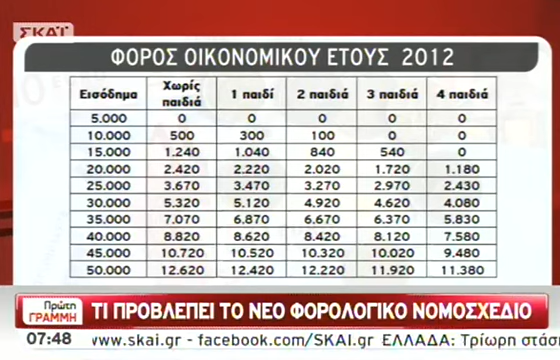 ΣΚΑΪ
ΦΟΡΟΣ ΟΙΚΟΝΟΜΙΚΟΥ ΕΤΟΥΣ 2012
Εισόδημα Χωρίς παιδιά 1 παιδί 2 παιδιά 3 παιδιά 4 παιδιά
5.000 0 0 0 0 0
10.000 500 300 100 0 0
15.000 1.240 1.040 840 540 0
20.000 2.420 2.220 2.020 1.720 1.180
25.000 3.670 3.470 3.270 2.970 2.430
30.000 5.320 5.120 4.920 4.620 4.080
35.000 7.070 6.870 6.670 6.370 5.830
40.000 8.820 8.620 8.420 8.120 7.580
45.000 10.720 10.520 10.320 10.020 9.480
50.000 12.620 12.420 12.220 11.920 11.380
Πρώτη
ΓΡΑΜΜΗ
ΤΙ ΠΡΟΒΛΕΠΕΙ ΤΟ ΝΕΟ ΦΟΡΟΛΟΓΙΚΟ ΝΟΜΟΣΧΕΔΙΟ
07:48 www.skai.gr - facebook.com/SKAI.gr ΕΛΛΑΔΑ: Τρίωρη στάσ